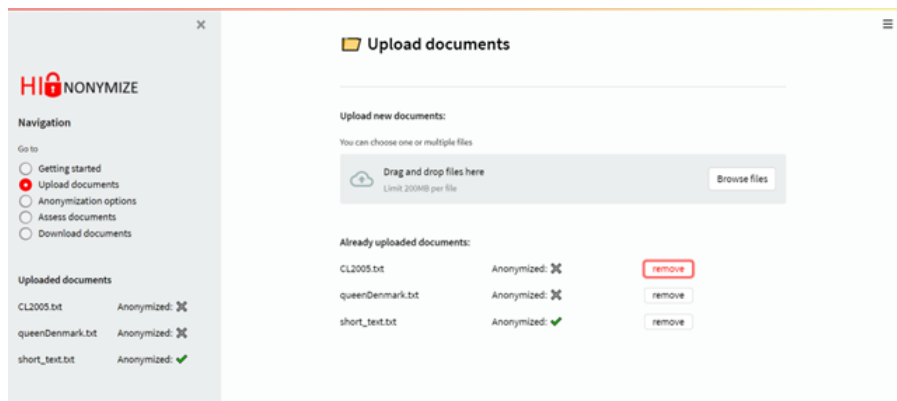 HI NONYMIZE
Navigation
Go to
Getting started
Upload documents
Anonymization options
Assess documents
Download documents
Uploaded documents
CL2005.txt Anonymized: ✖
queenDenmark.txt Anonymized: ✖
short_text.txt Anonymized: ✔
Upload documents
Upload new documents:
You can choose one or multiple files
Drag and drop files here
Limit 200MB per file
Browse files
Already uploaded documents:
CL2005.txt Anonymized: ✖ remove
queenDenmark.txt Anonymized: ✖ remove
short_text.txt Anonymized: ✔ remove